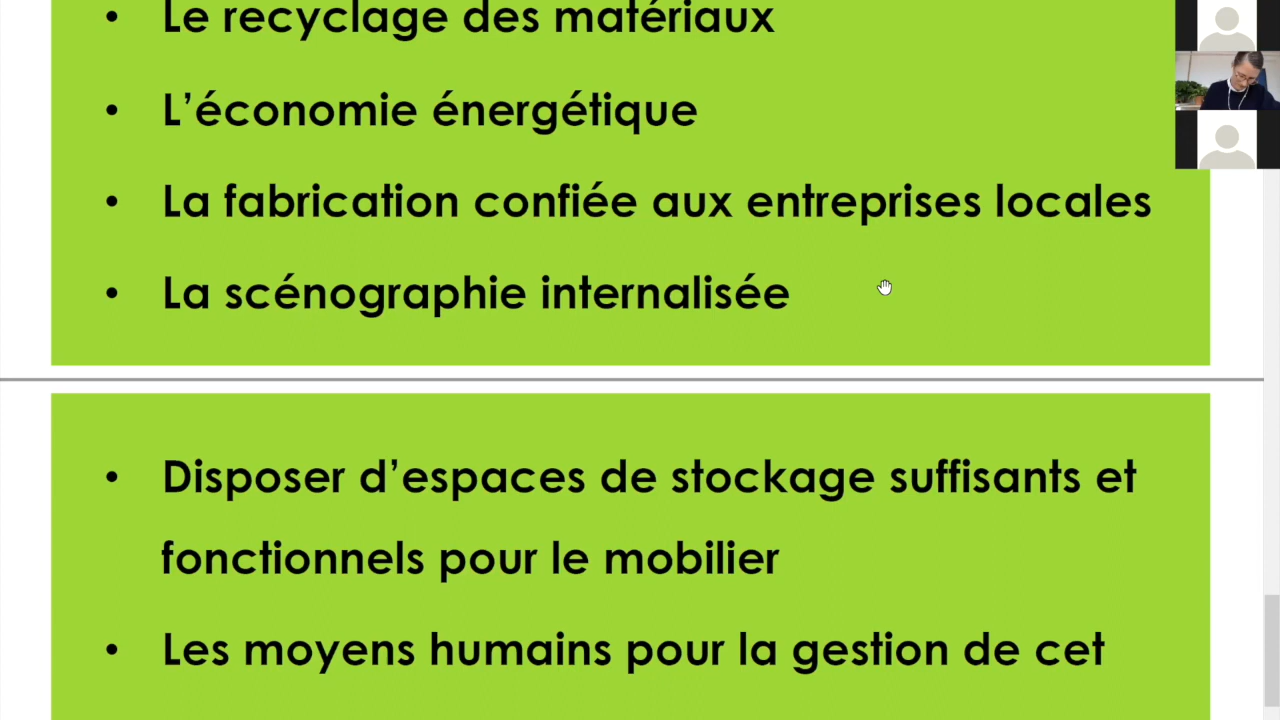 • Le recyclage des matériaux
• L’économie énergétique
• La fabrication confiée aux entreprises locales
• La scénographie internalisée
• Disposer d’espaces de stockage suffisants et
fonctionnels pour le mobilier
• Les moyens humains pour la gestion de cet